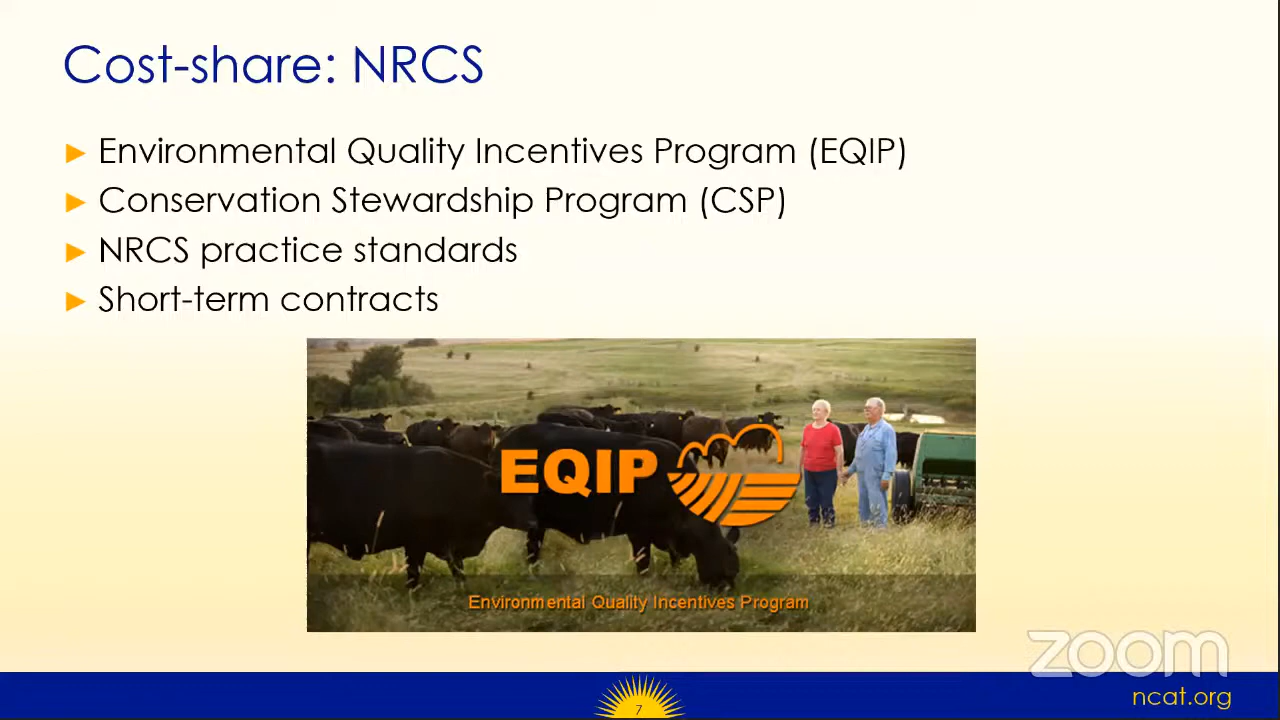 Cost-share: NRCS
Environmental Quality Incentives Program (EQIP)
Conservation Stewardship Program (CSP)
NRCS practice standards
Short-term contracts
EQIP
Environmental Quality Incentives Program
zoom
7
ncat.org